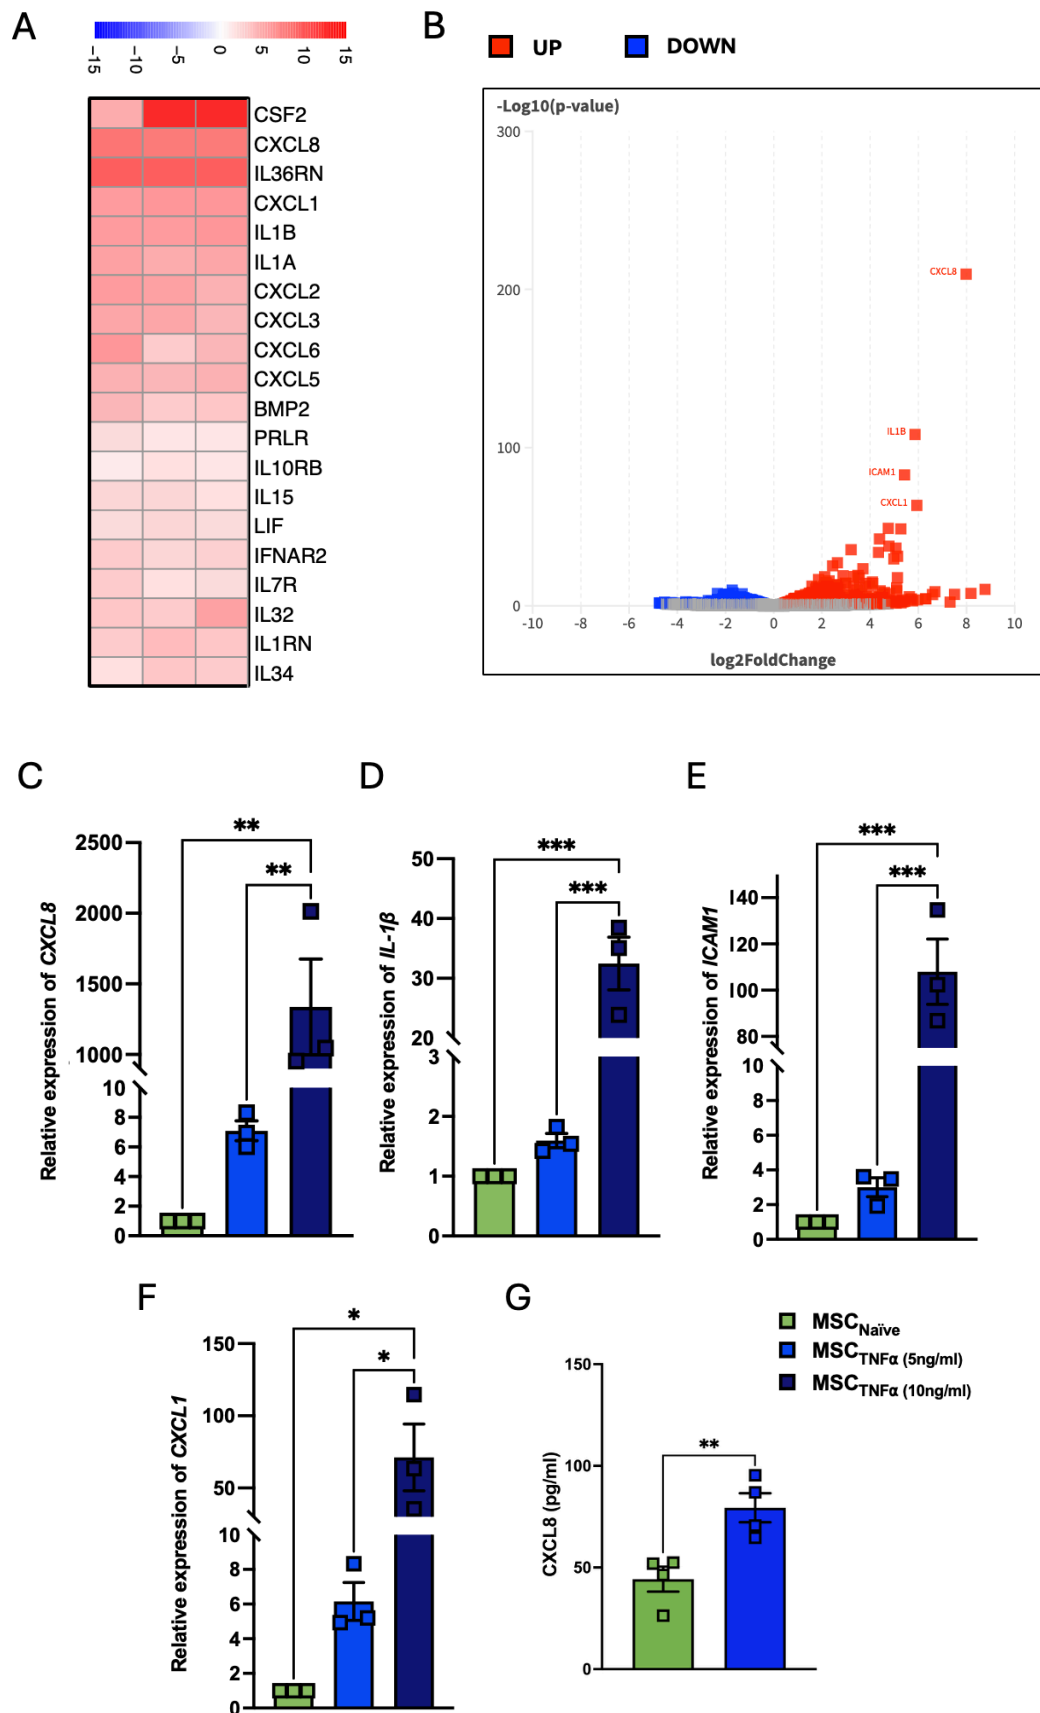 A
-15
-10
-5
0
5
10
15
CSF2
CXCL8
IL36RN
CXCL1
IL1B
IL1A
CXCL2
CXCL3
CXCL6
CXCL5
BMP2
PRLR
IL10RB
IL15
LIF
IFNAR2
IL7R
IL32
IL1RN
IL34
B
UP DOWN
-Log10(p-value)
300
200
100
0
CXCL8
IL1B
ICAM1
CXCL1
-10 -8 -6 -4 -2 0 2 4 6 8 10
log2FoldChange
C
Relative expression of CXCL8
2500
2000
1500
1000
10
8
6
4
2
0
**
**
D
Relative expression of IL-1β
50
40
30
20
3
2
1
0
***
***
E
Relative expression of ICAM1
140
120
100
80
10
8
6
4
2
0
***
***
F
Relative expression of CXCL1
150
100
50
10
8
6
4
2
0
*
*
G
CXCL8 (pg/ml)
150
100
50
0
**
MSCNaïve
MSCTNFα (5ng/ml)
MSCTNFα (10ng/ml)